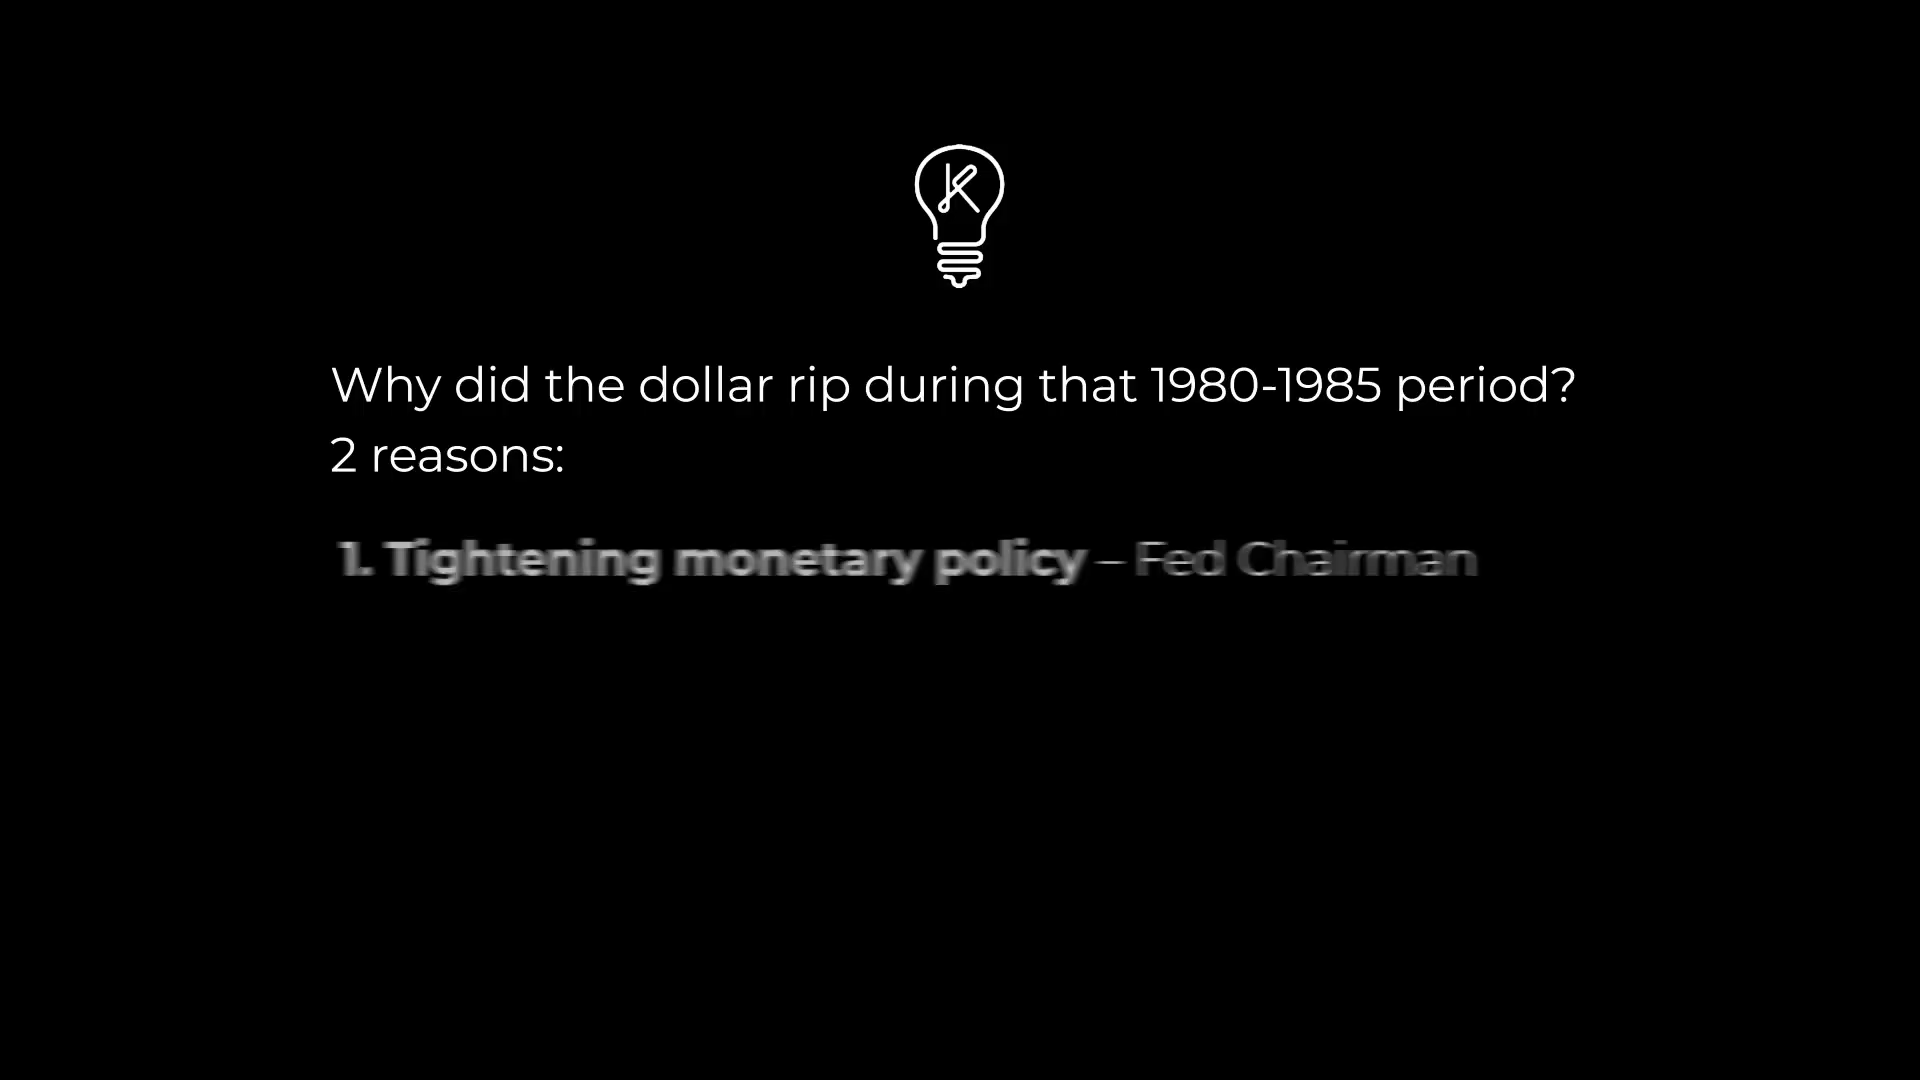 K
Why did the dollar rip during that 1980-1985 period?
2 reasons:
1. Tightening monetary policy – Fed Chairman